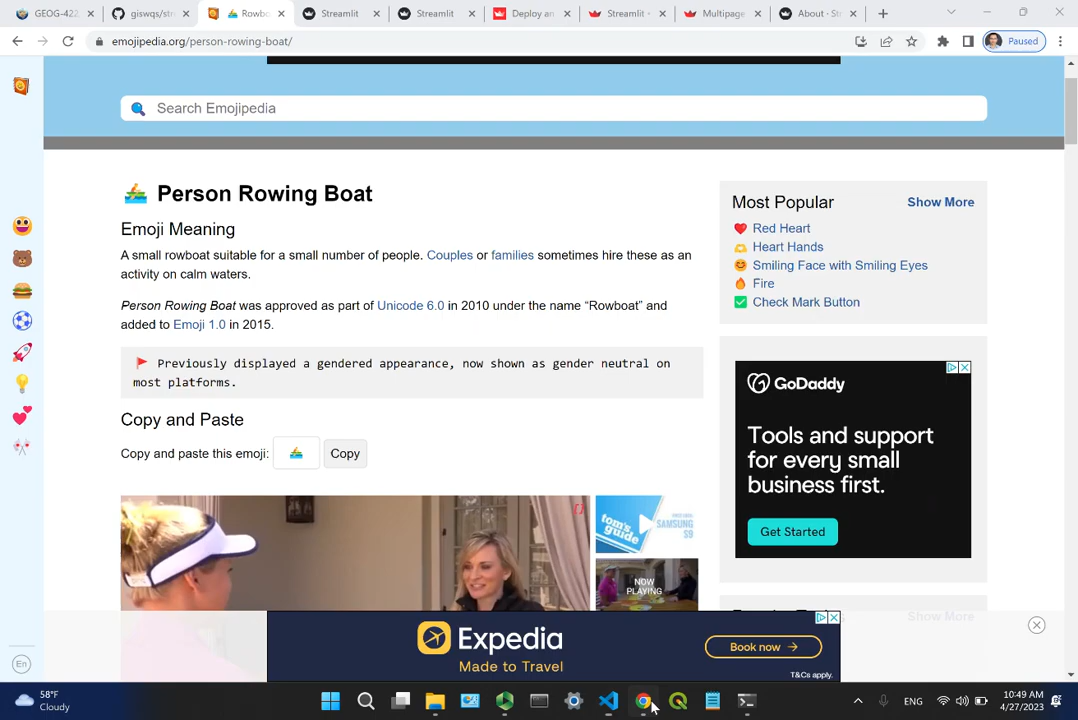 GEOG-422
giswqs/str
Rowbo
Streamlit
Streamlit
Deploy an
Streamlit •
Multipage
About - St
emojipedia.org/person-rowing-boat/
Paused
Search Emojipedia
Person Rowing Boat
Emoji Meaning
A small rowboat suitable for a small number of people. Couples or families sometimes hire these as an
activity on calm waters.
Person Rowing Boat was approved as part of Unicode 6.0 in 2010 under the name “Rowboat” and
added to Emoji 1.0 in 2015.
Previously displayed a gendered appearance, now shown as gender neutral on
most platforms.
Copy and Paste
Copy and paste this emoji:
Copy
Most Popular
Show More
Red Heart
Heart Hands
Smiling Face with Smiling Eyes
Fire
Check Mark Button
GoDaddy
Tools and support
for every small
business first.
Get Started
tom's
guide
SAMSUNG
S9
NOW
PLAYING
Show More
Expedia
Made to Travel
Book now
T&Cs apply.
En
58°F
Cloudy
ENG
10:49 AM
4/27/2023